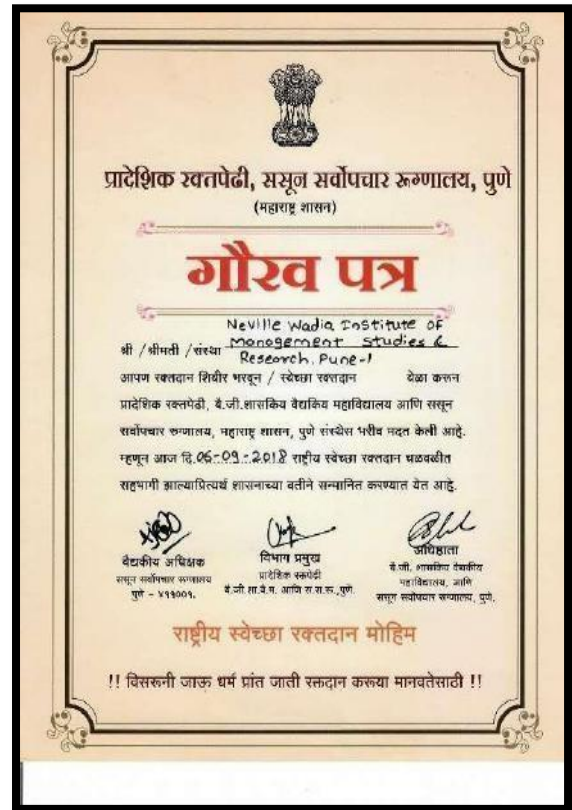 प्रादेशिक रक्तपेढी, ससून सर्वोपचार रूग्णालय, पुणे
(महाराष्ट्र शासन)
गौरव पत्र
Neville Wadia Institute of
श्री /श्रीमती /संस्था Management Studies &
Research. Pune-1
आपण रक्तदान शिबीर भरवून / स्वेच्छा रक्तदान वेळा करून
प्रादेशिक रक्तपेढी, बै.जी.शासकिय वैद्यकिय महाविद्यालय आणि ससून
सर्वोपचार रुग्णालय, महाराष्ट्र शासन, पुणे संस्थेस भरीव मदत केली आहे.
म्हणून आज दि.06-09-2018 राष्ट्रीय स्वेच्छा रक्तदान चळवळीत
सहभागी झाल्याप्रित्यर्थ शासनाच्या वतीने सन्मानित करण्यात येत आहे.
वैद्यकीय अधिक्षक
ससून सर्वोपचार रूग्णालय
पुणे - ४११००१.
विभाग प्रमुख
प्रादेशिक रक्तपेढी
बै.जी.शा.वै.म. आणि स.स.रू.,पुणे.
अधिष्ठाता
बै.जी. शासकिय वैद्यकीय
महाविद्यालय, आणि
ससून सर्वोपचार रूग्णालय, पुणे.
राष्ट्रीय स्वेच्छा रक्तदान मोहिम
!! विसरूनी जाऊ धर्म प्रांत जाती रक्तदान करूया मानवतेसाठी !!